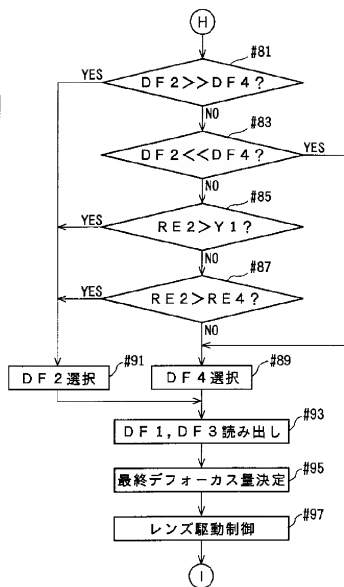 H
#81
YES
DF2>>DF4?
NO
#83
YES
DF2<<DF4?
NO
#85
YES
RE2>Y1?
NO
#87
YES
RE2>RE4?
NO
#91
#89
DF2選択
DF4選択
#93
DF1,DF3読み出し
#95
最終デフォーカス量決定
#97
レンズ駆動制御
I